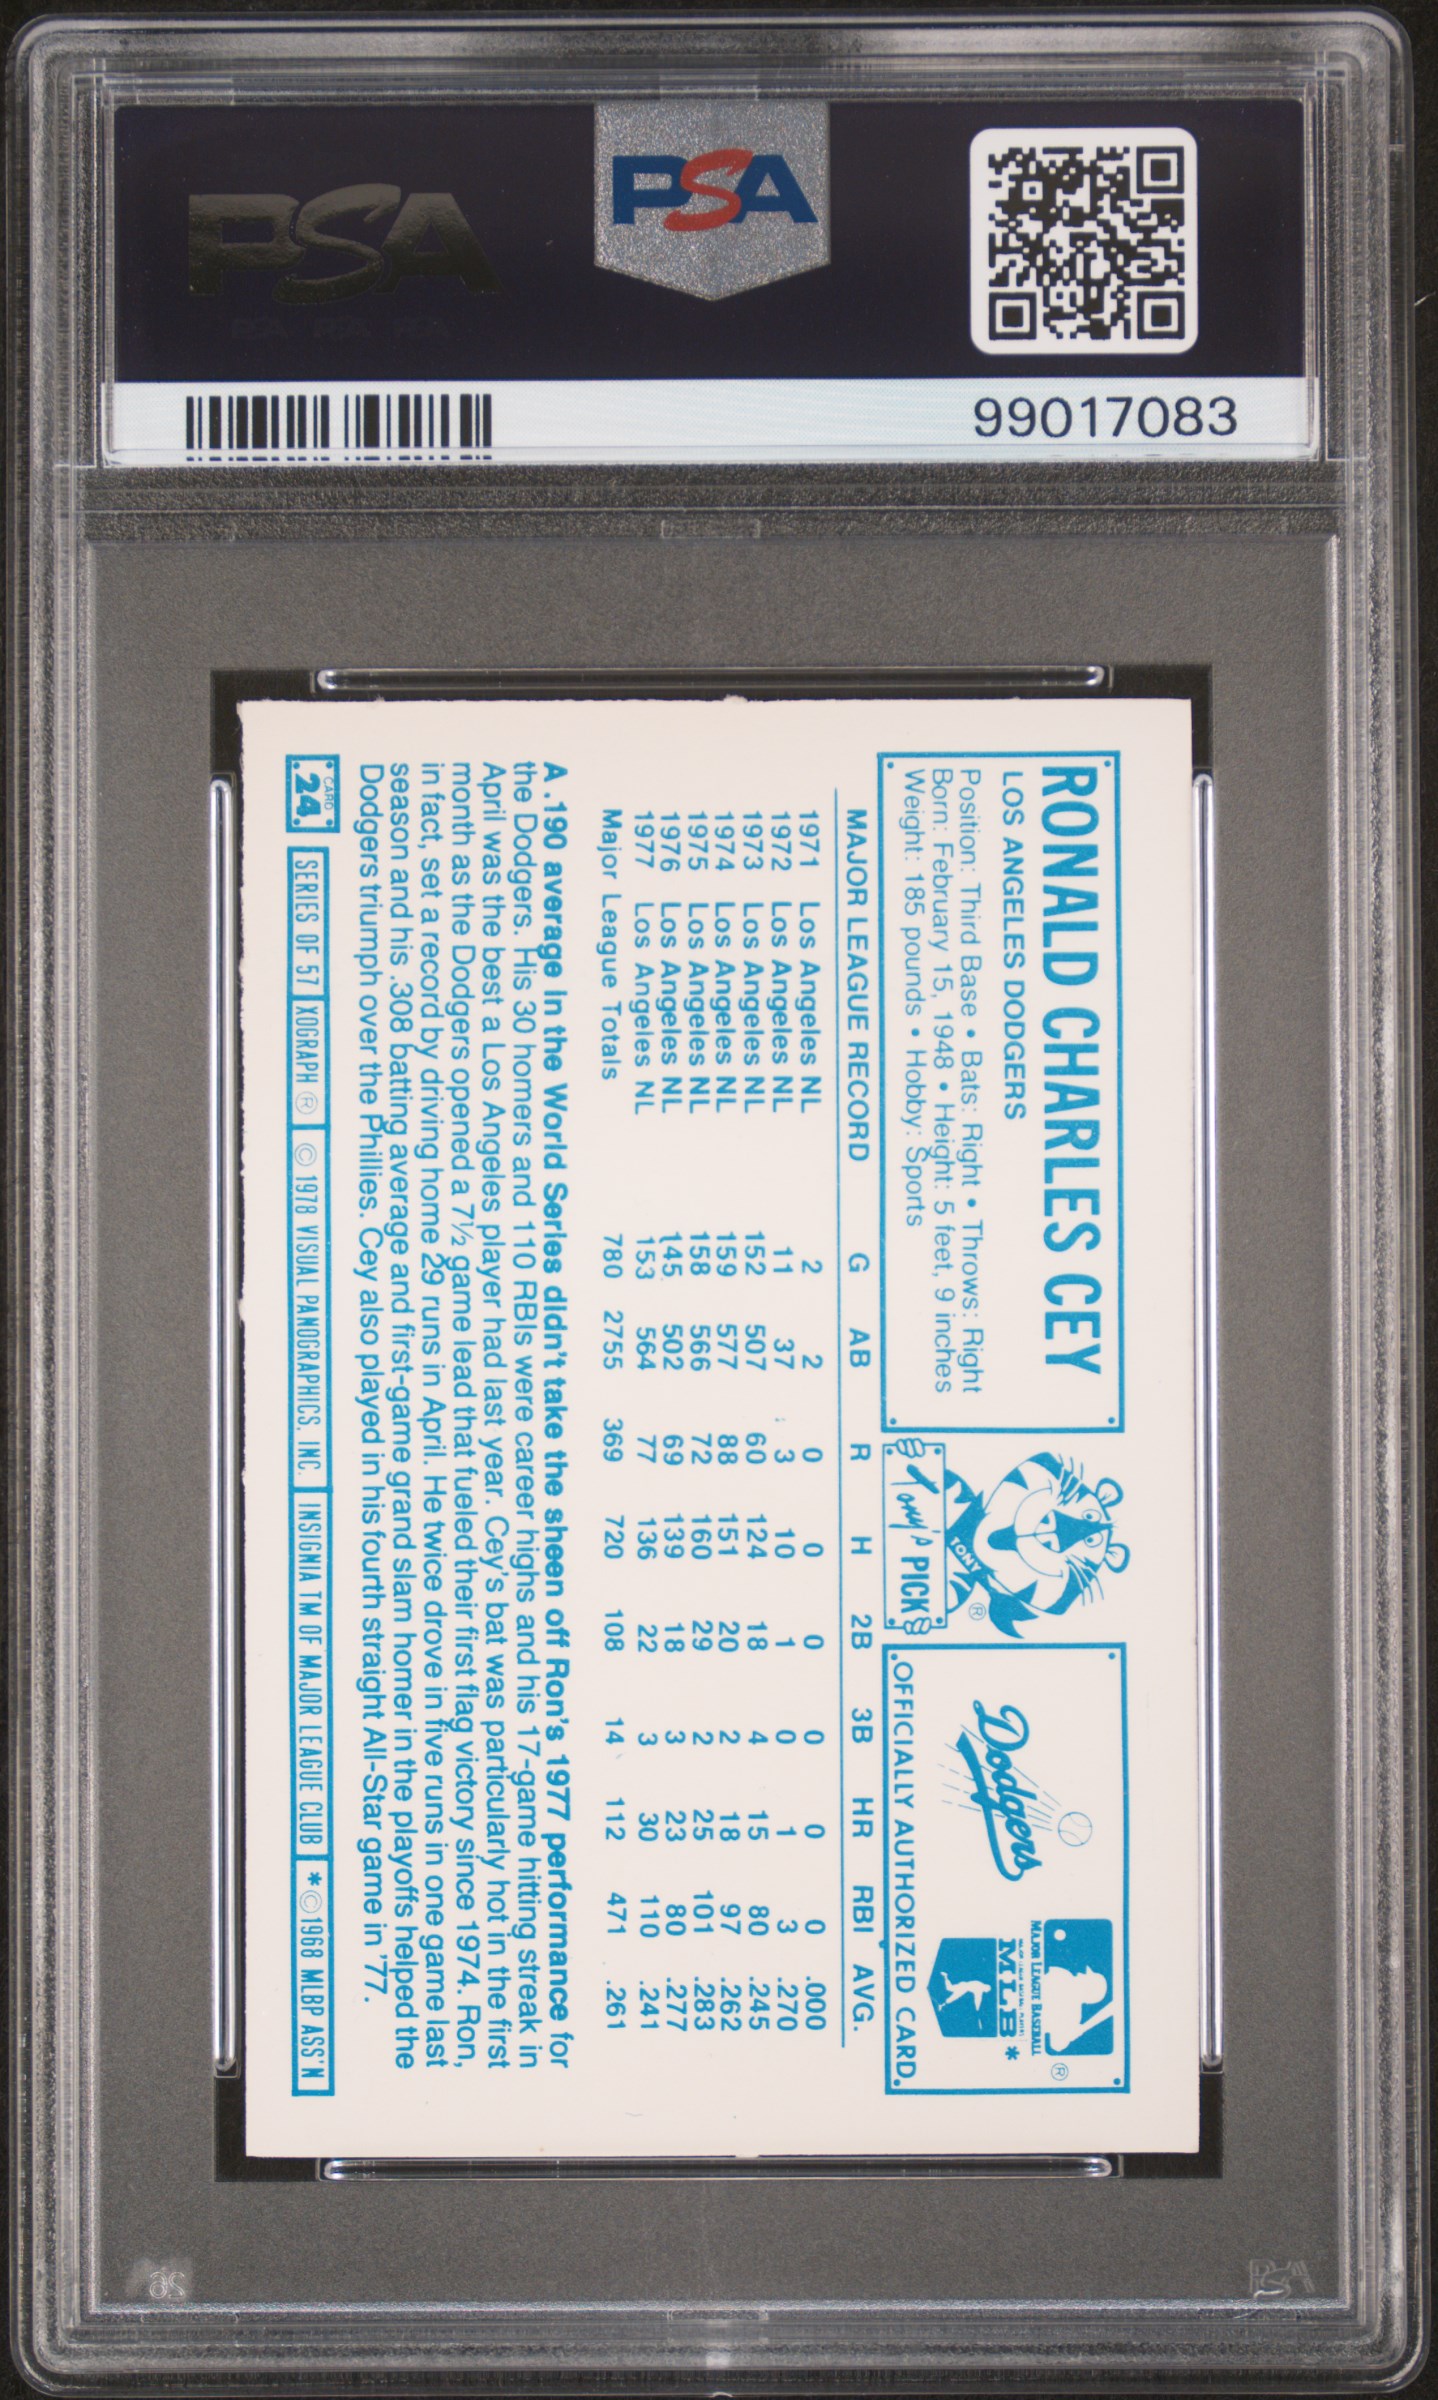 PSA
PSA
99017083
RONALD CHARLES CEY
LOS ANGELES DODGERS
Position: Third Base • Bats: Right • Throws: Right
Born: February 15, 1948 • Height: 5 feet, 9 inches
Weight: 185 pounds • Hobby: Sports
TONY
®
Tony's PICKS
Dodgers
MAJOR LEAGUE BASEBALL
®
MLB *
OFFICIALLY AUTHORIZED CARD
MAJOR LEAGUE RECORD G AB R H 2B 3B HR RBI AVG.
1971 Los Angeles NL 2 2 0 0 0 0 0 0 .000
1972 Los Angeles NL 11 37 3 10 1 0 1 3 .270
1973 Los Angeles NL 152 507 60 124 18 4 15 80 .245
1974 Los Angeles NL 159 577 88 151 20 2 18 97 .262
1975 Los Angeles NL 158 566 72 160 29 2 25 101 .283
1976 Los Angeles NL 145 502 69 139 18 3 23 80 .277
1977 Los Angeles NL 153 564 77 136 22 3 30 110 .241
Major League Totals 780 2755 369 720 108 14 112 471 .261
A .190 average in the World Series didn't take the sheen off Ron's 1977 performance for
the Dodgers. His 30 homers and 110 RBIs were career highs and his 17-game hitting streak in
April was the best a Los Angeles player had last year. Cey's bat was particularly hot in the first
month as the Dodgers opened a 7½ game lead that fueled their first flag victory since 1974. Ron,
in fact, set a record by driving home 29 runs in April. He twice drove in five runs in one game last
season and his .308 batting average and first-game grand slam homer in the playoffs helped the
Dodgers triumph over the Phillies. Cey also played in his fourth straight All-Star game in '77.
CARD
24
SERIES OF 57 XOGRAPH ® © 1978 VISUAL PANOGRAPHICS, INC. INSIGNIA TM OF MAJOR LEAGUE CLUB *©1968 MLBP ASS'N
PSA